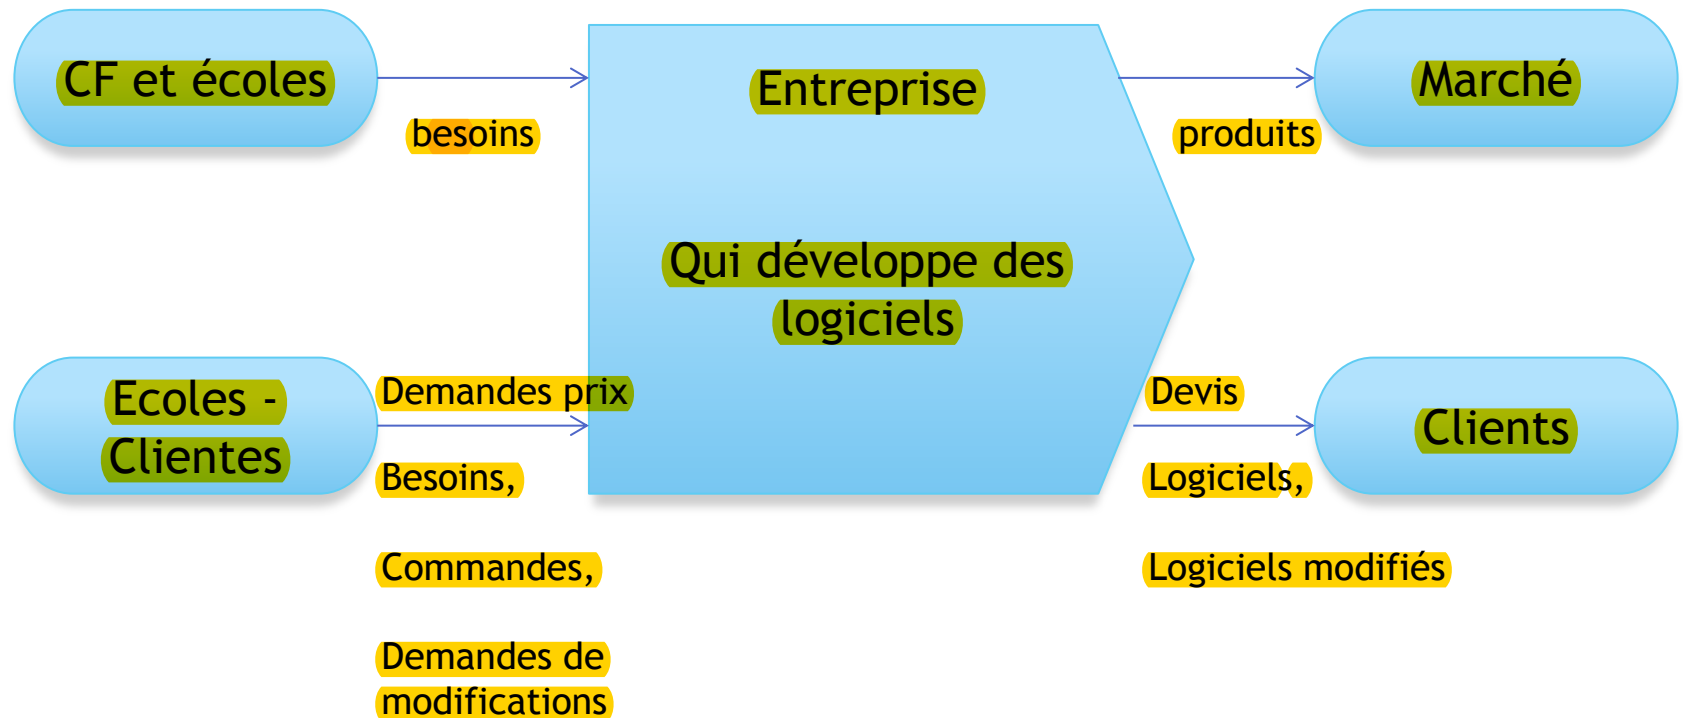 CF et écoles
besoins
Entreprise
Qui développe des
logiciels
produits
Marché
Ecoles -
Clientes
Demandes prix
Besoins,
Commandes,
Demandes de
modifications
Devis
Logiciels,
Logiciels modifiés
Clients